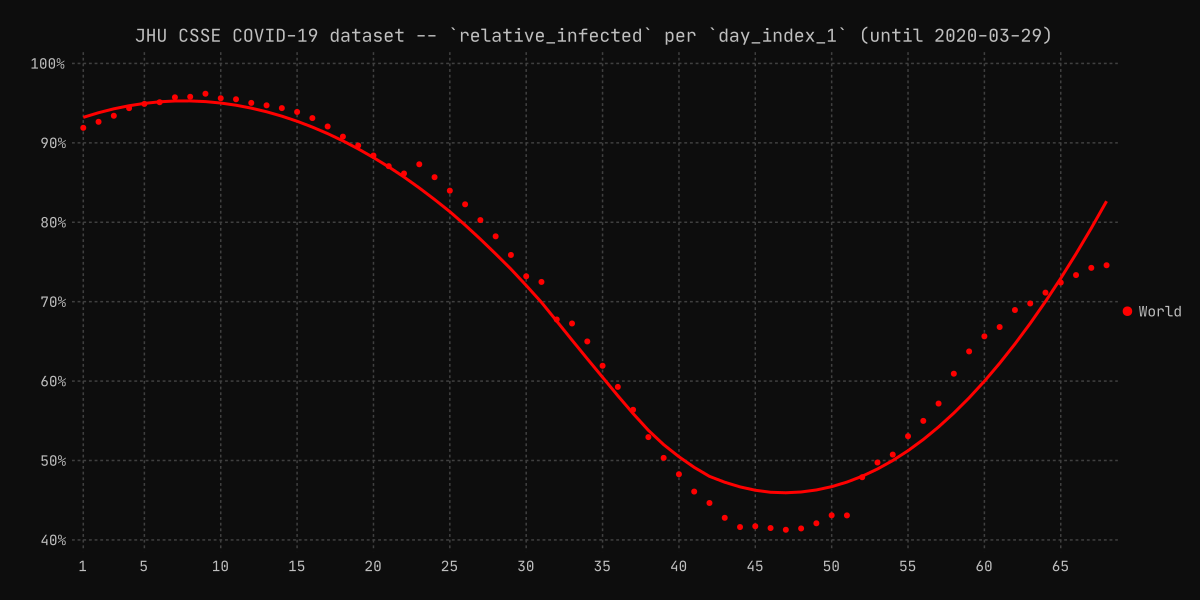 JHU CSSE COVID-19 dataset -- `relative_infected` per `day_index_1` (until 2020-03-29)
100%
90%
80%
70%
60%
50%
40%
1 5 10 15 20 25 30 35 40 45 50 55 60 65
World